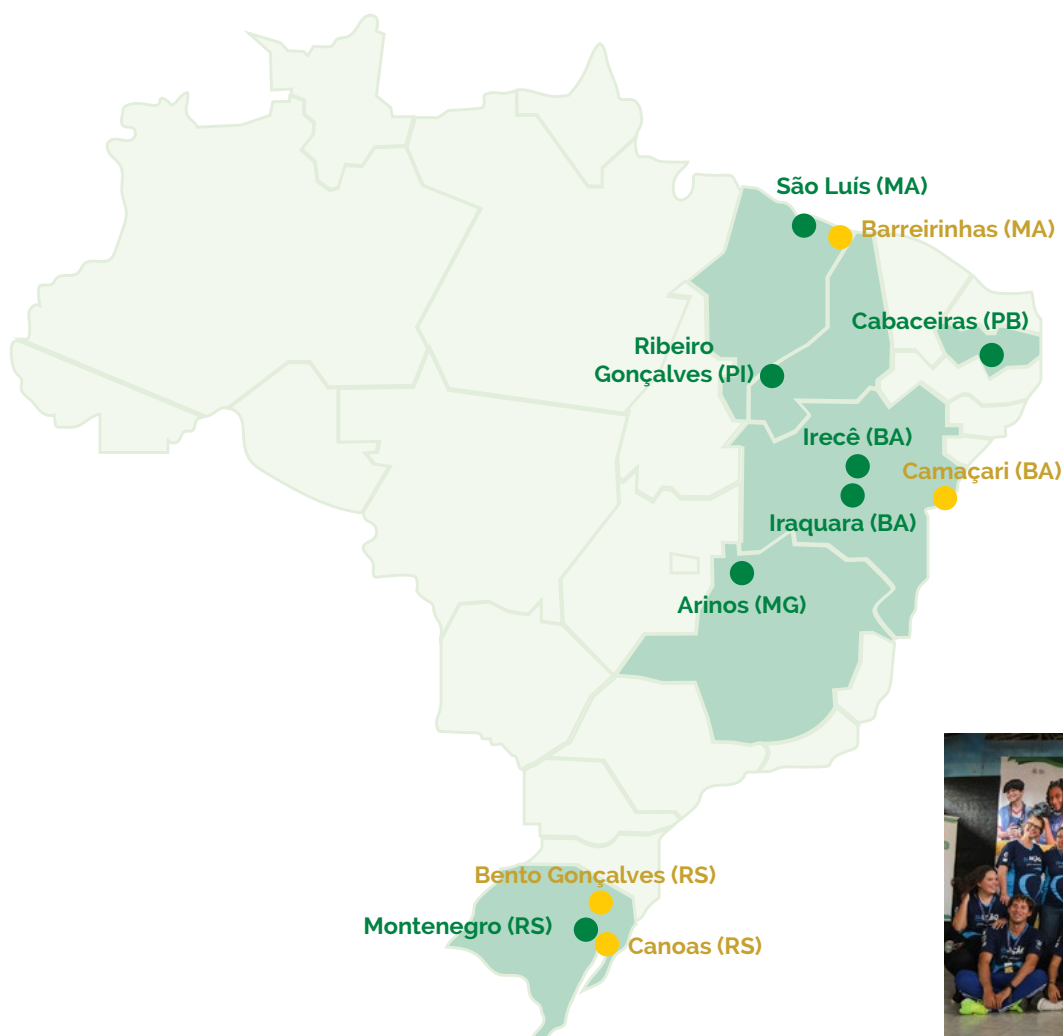 São Luís (MA)
Barreirinhas (MA)
Cabaceiras (PB)
Ribeiro
Gonçalves (PI)
Irecê (BA)
Camaçari (BA)
Iraquara (BA)
Arinos (MG)
Bento Gonçalves (RS)
Montenegro (RS)
Canoas (RS)